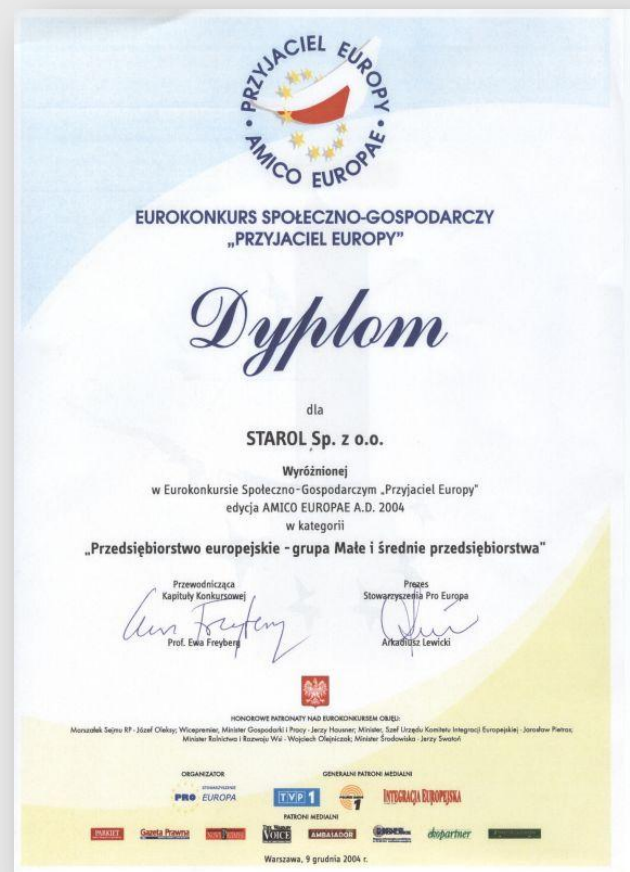 PRZYJACIEL EUROPY • AMICO EUROPAE •
EUROKONKURS SPOŁECZNO-GOSPODARCZY
„PRZYJACIEL EUROPY”
Dyplom
dla
STAROL Sp. z o.o.
Wyróżnionej
w Eurokonkursie Społeczno-Gospodarczym „Przyjaciel Europy”
edycja AMICO EUROPAE A.D. 2004
w kategorii
„Przedsiębiorstwo europejskie - grupa Małe i średnie przedsiębiorstwa”
Przewodnicząca
Kapituły Konkursowej
Prof. Ewa Freyberg
Prezes
Stowarzyszenia Pro Europa
Arkadiusz Lewicki
HONOROWE PATRONATY NAD EUROKONKURSEM OBJĘLI:
Marszałek Sejmu RP - Józef Oleksy; Wicepremier, Minister Gospodarki i Pracy - Jerzy Hausner; Minister, Szef Urzędu Komitetu Integracji Europejskiej - Jarosław Pietras;
Minister Rolnictwa i Rozwoju Wsi - Wojciech Olejniczak; Minister Środowiska - Jerzy Swatoń
ORGANIZATOR
GENERALNI PATRONI MEDIALNI
STOWARZYSZENIE
PRO EUROPA
TVP 1
1
INTEGRACJA EUROPEJSKA
PATRONI MEDIALNI
PARKIET
Gazeta Prawna
VOICE
AMBASADOR
ekopartner
Warszawa, 9 grudnia 2004 r.